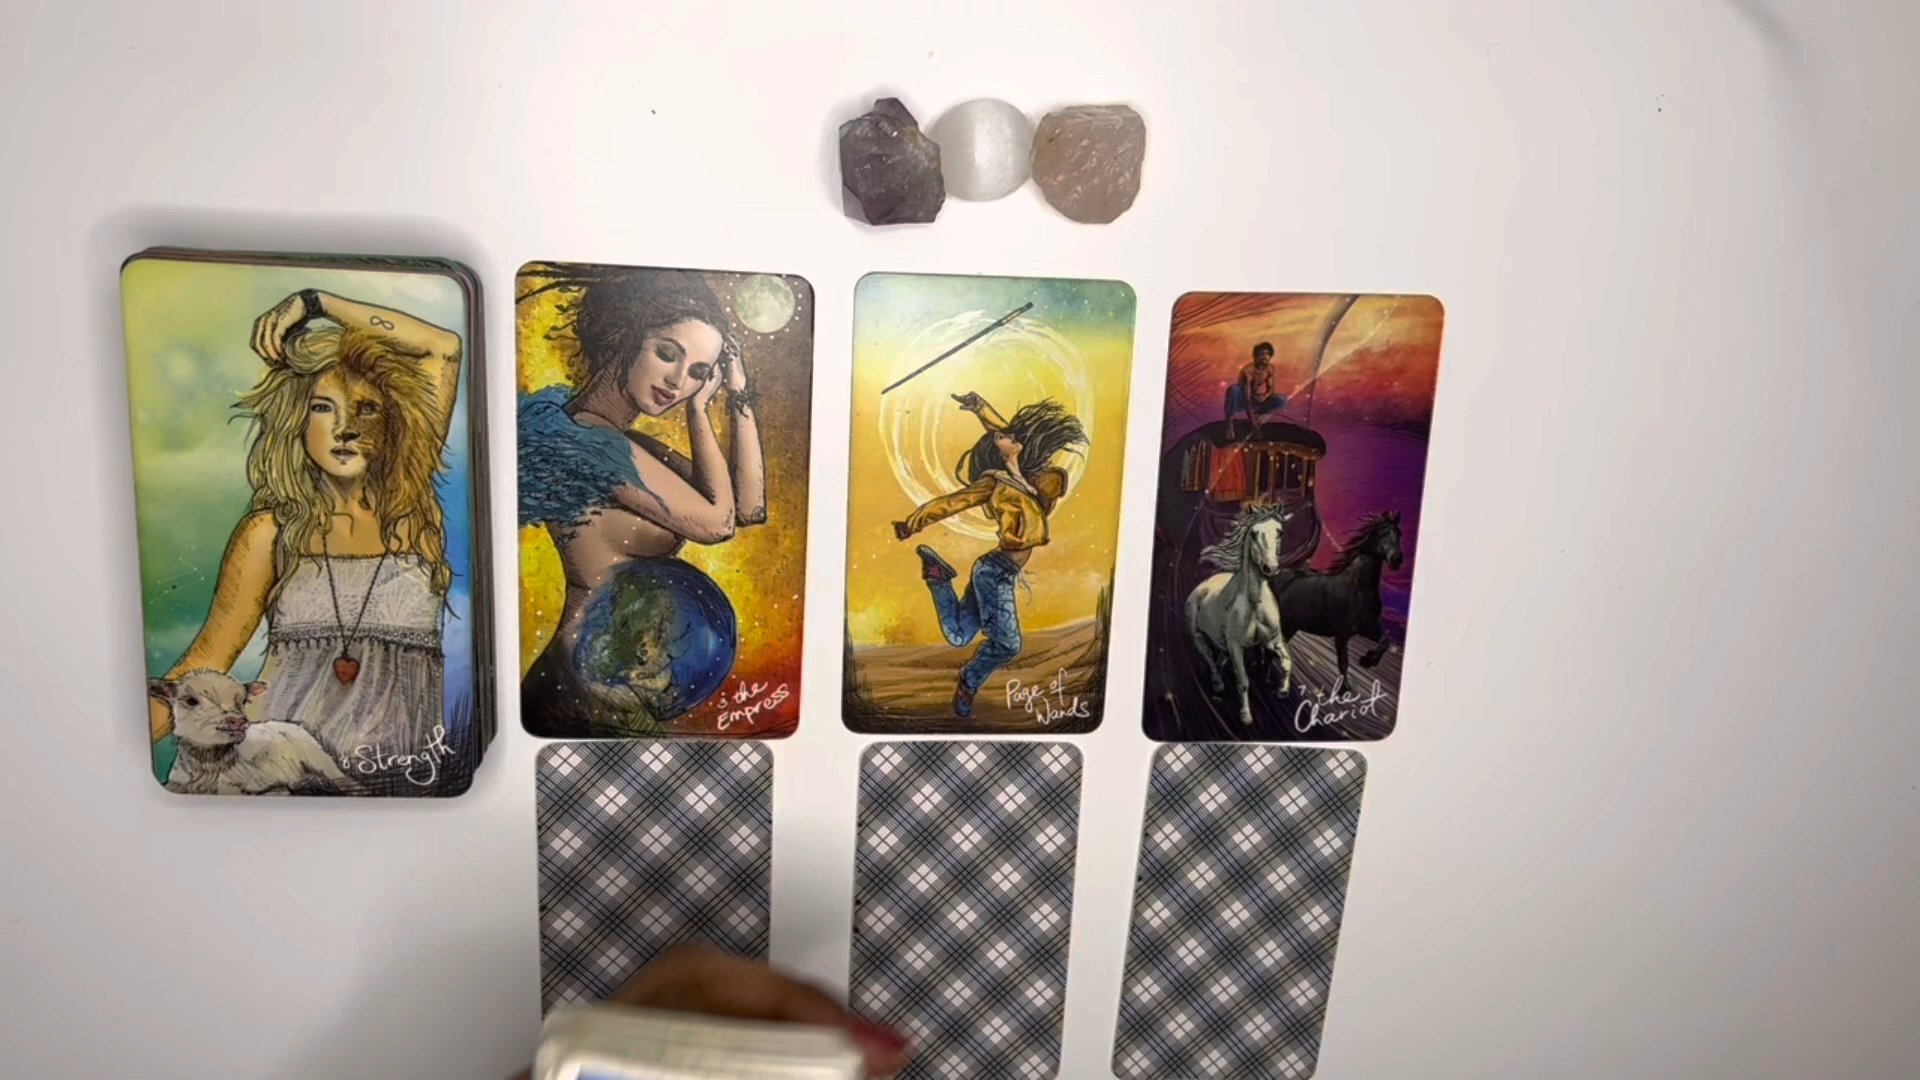 8 Strength
3 the
Empress
Page of
Wands
7 the
Chariot